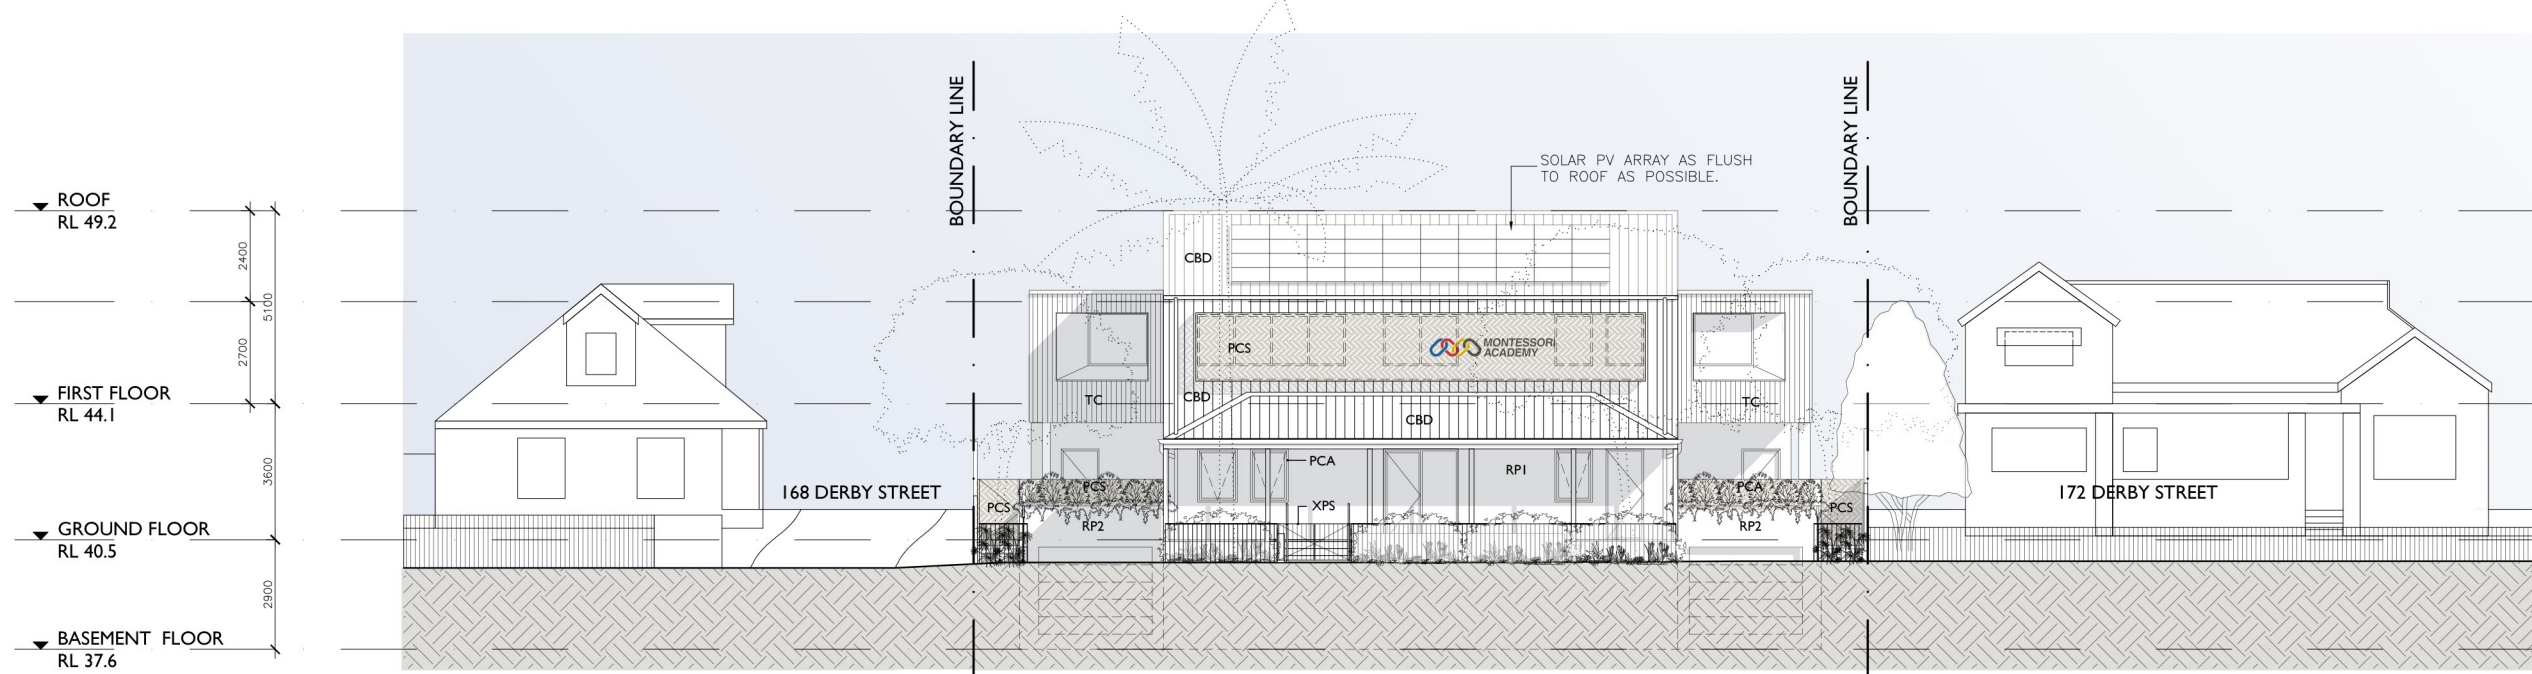 BOUNDARY LINE
BOUNDARY LINE
SOLAR PV ARRAY AS FLUSH
TO ROOF AS POSSIBLE.
ROOF
RL 49.2
2400
CBD
5100
2700
PCS
MONTESSORI
ACADEMY
FIRST FLOOR
RL 44.1
TC
CBD
CBD
TC
3600
PCA
RP1
168 DERBY STREET
PCS
PCA
172 DERBY STREET
PCS
XPS
PCS
GROUND FLOOR
RL 40.5
RP2
RP2
2900
BASEMENT FLOOR
RL 37.6